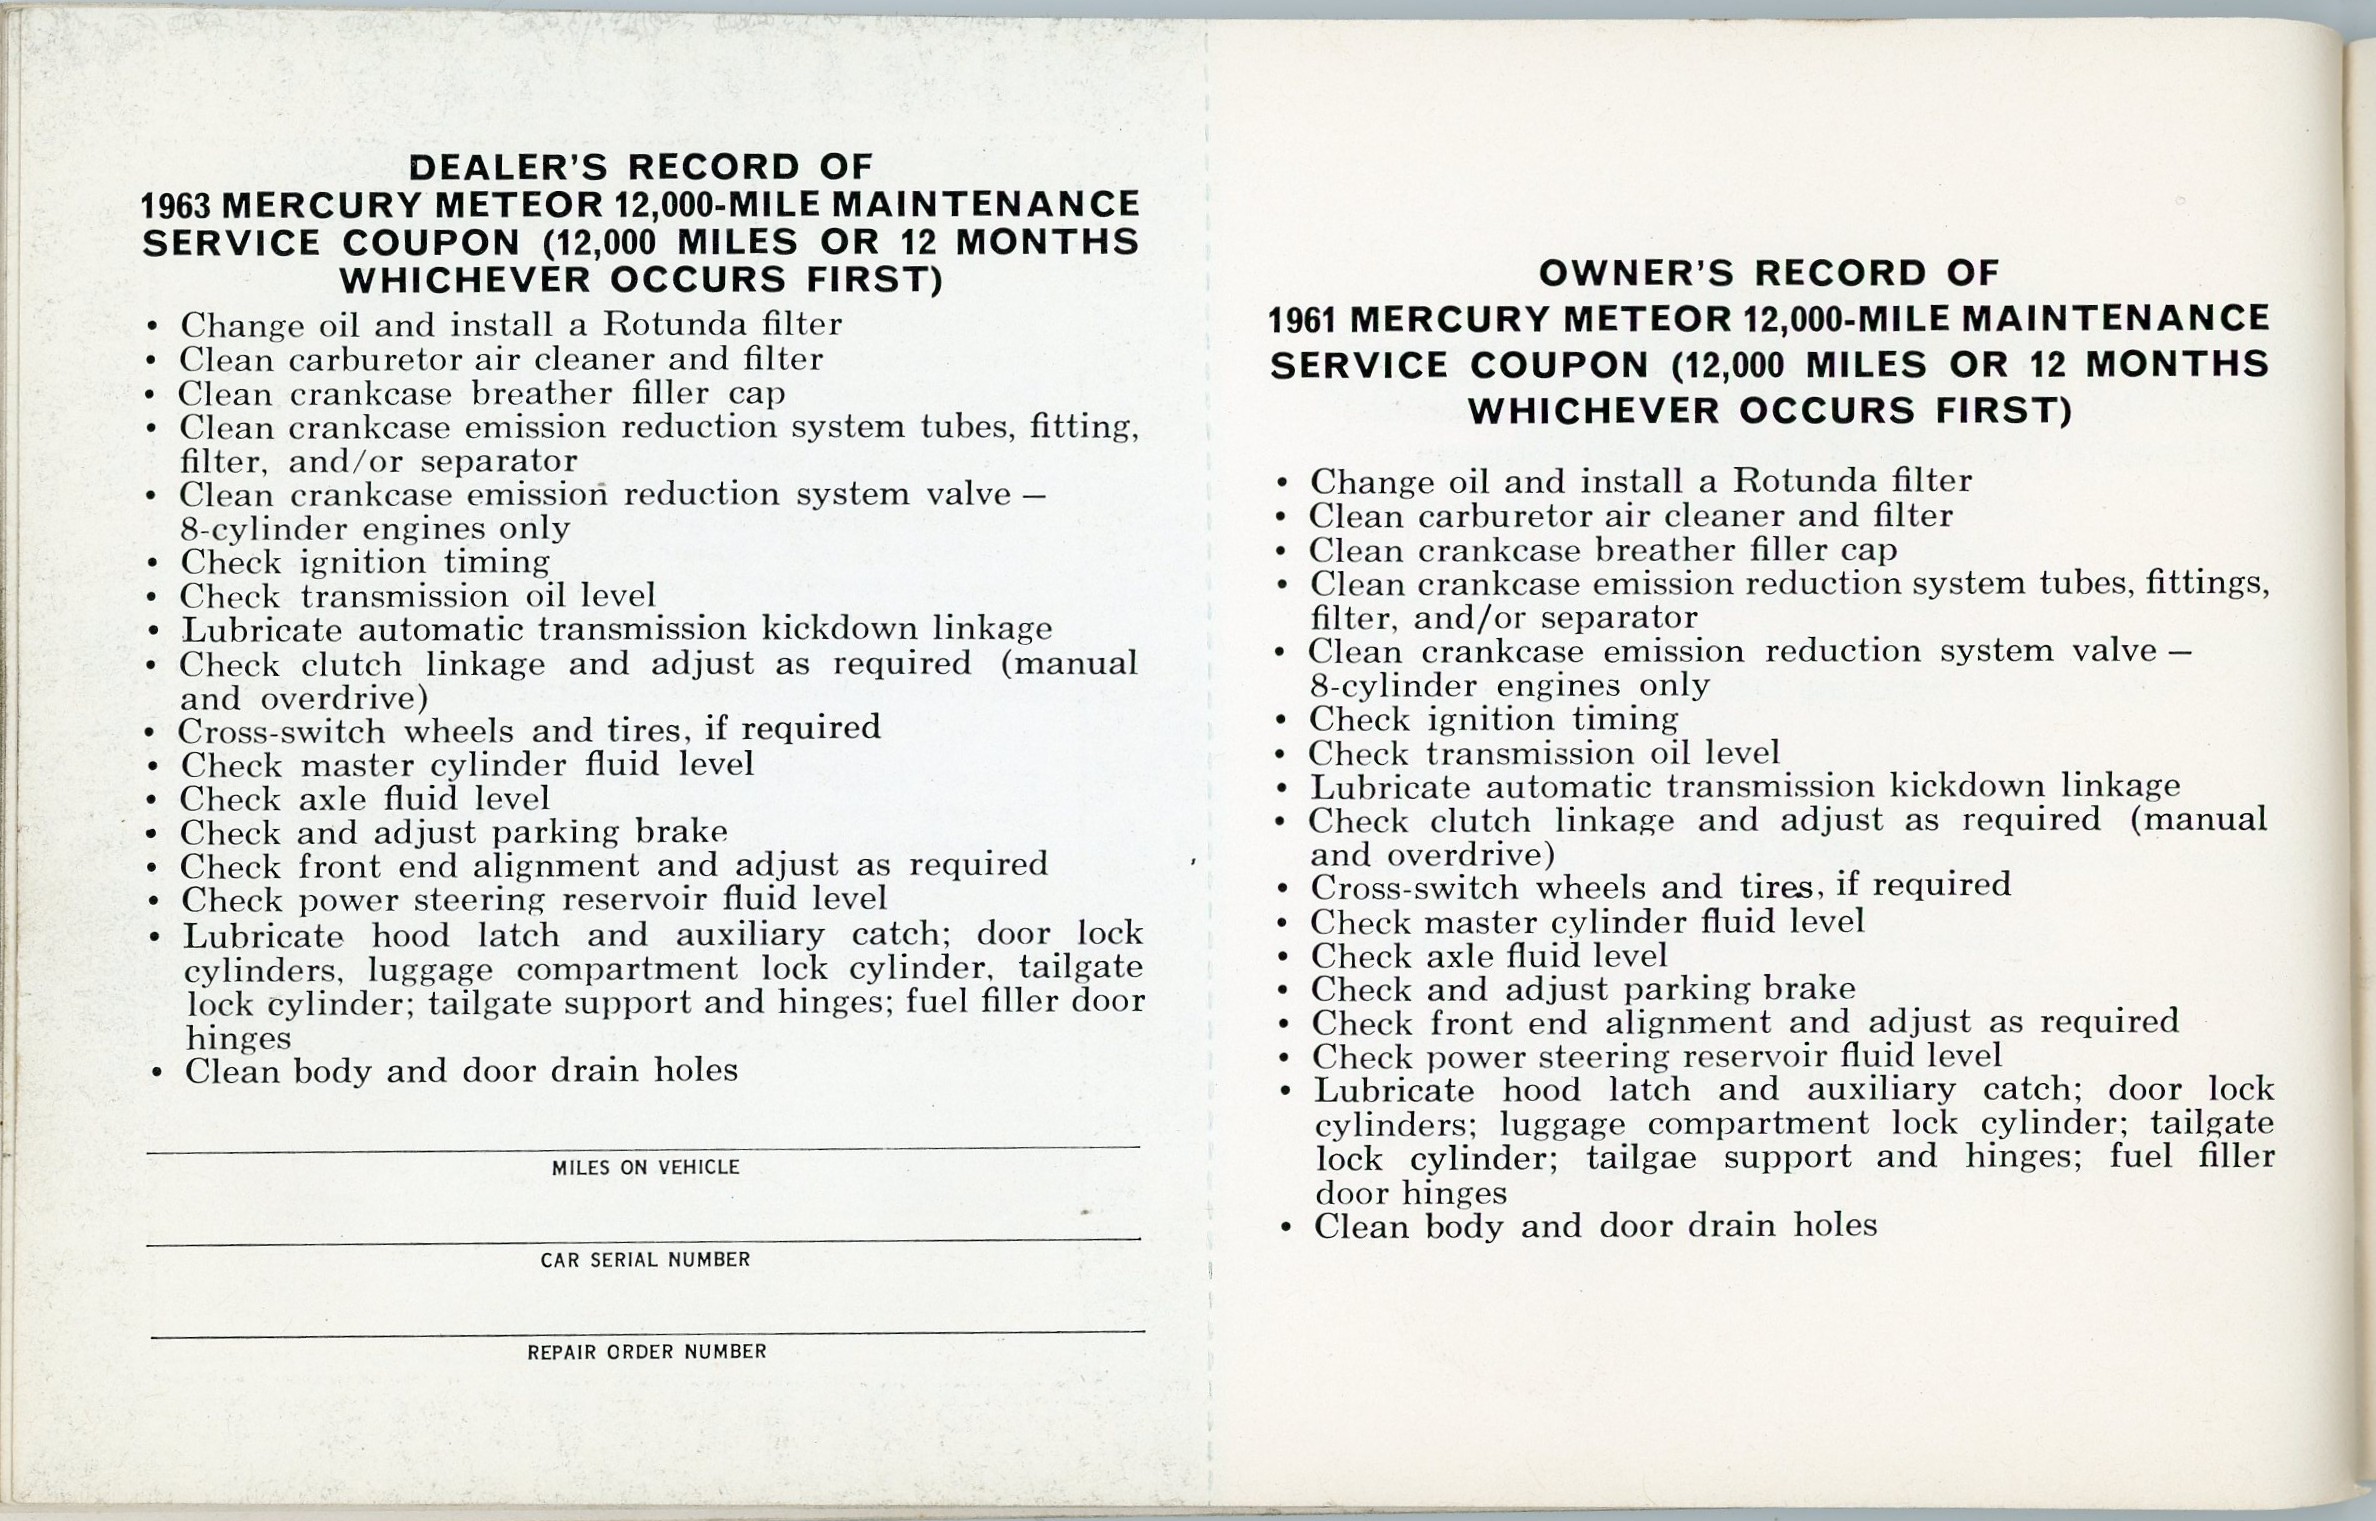 DEALER'S RECORD OF
1963 MERCURY METEOR 12,000-MILE MAINTENANCE
SERVICE COUPON (12,000 MILES OR 12 MONTHS
WHICHEVER OCCURS FIRST)
• Change oil and install a Rotunda filter
• Clean carburetor air cleaner and filter
• Clean crankcase breather filler cap
• Clean crankcase emission reduction system tubes, fitting,
filter, and/or separator
• Clean crankcase emission reduction system valve —
8-cylinder engines only
• Check ignition timing
• Check transmission oil level
• Lubricate automatic transmission kickdown linkage
• Check clutch linkage and adjust as required (manual
and overdrive)
• Cross-switch wheels and tires, if required
• Check master cylinder fluid level
• Check axle fluid level
• Check and adjust parking brake
• Check front end alignment and adjust as required
• Check power steering reservoir fluid level
• Lubricate hood latch and auxiliary catch; door lock
cylinders, luggage compartment lock cylinder, tailgate
lock cylinder; tailgate support and hinges; fuel filler door
hinges
• Clean body and door drain holes
MILES ON VEHICLE
CAR SERIAL NUMBER
REPAIR ORDER NUMBER
OWNER'S RECORD OF
1961 MERCURY METEOR 12,000-MILE MAINTENANCE
SERVICE COUPON (12,000 MILES OR 12 MONTHS
WHICHEVER OCCURS FIRST)
• Change oil and install a Rotunda filter
• Clean carburetor air cleaner and filter
• Clean crankcase breather filler cap
• Clean crankcase emission reduction system tubes, fittings,
filter, and/or separator
• Clean crankcase emission reduction system valve —
8-cylinder engines only
• Check ignition timing
• Check transmission oil level
• Lubricate automatic transmission kickdown linkage
• Check clutch linkage and adjust as required (manual
and overdrive)
• Cross-switch wheels and tires, if required
• Check master cylinder fluid level
• Check axle fluid level
• Check and adjust parking brake
• Check front end alignment and adjust as required
• Check power steering reservoir fluid level
• Lubricate hood latch and auxiliary catch; door lock
cylinders; luggage compartment lock cylinder; tailgate
lock cylinder; tailgae support and hinges; fuel filler
door hinges
• Clean body and door drain holes